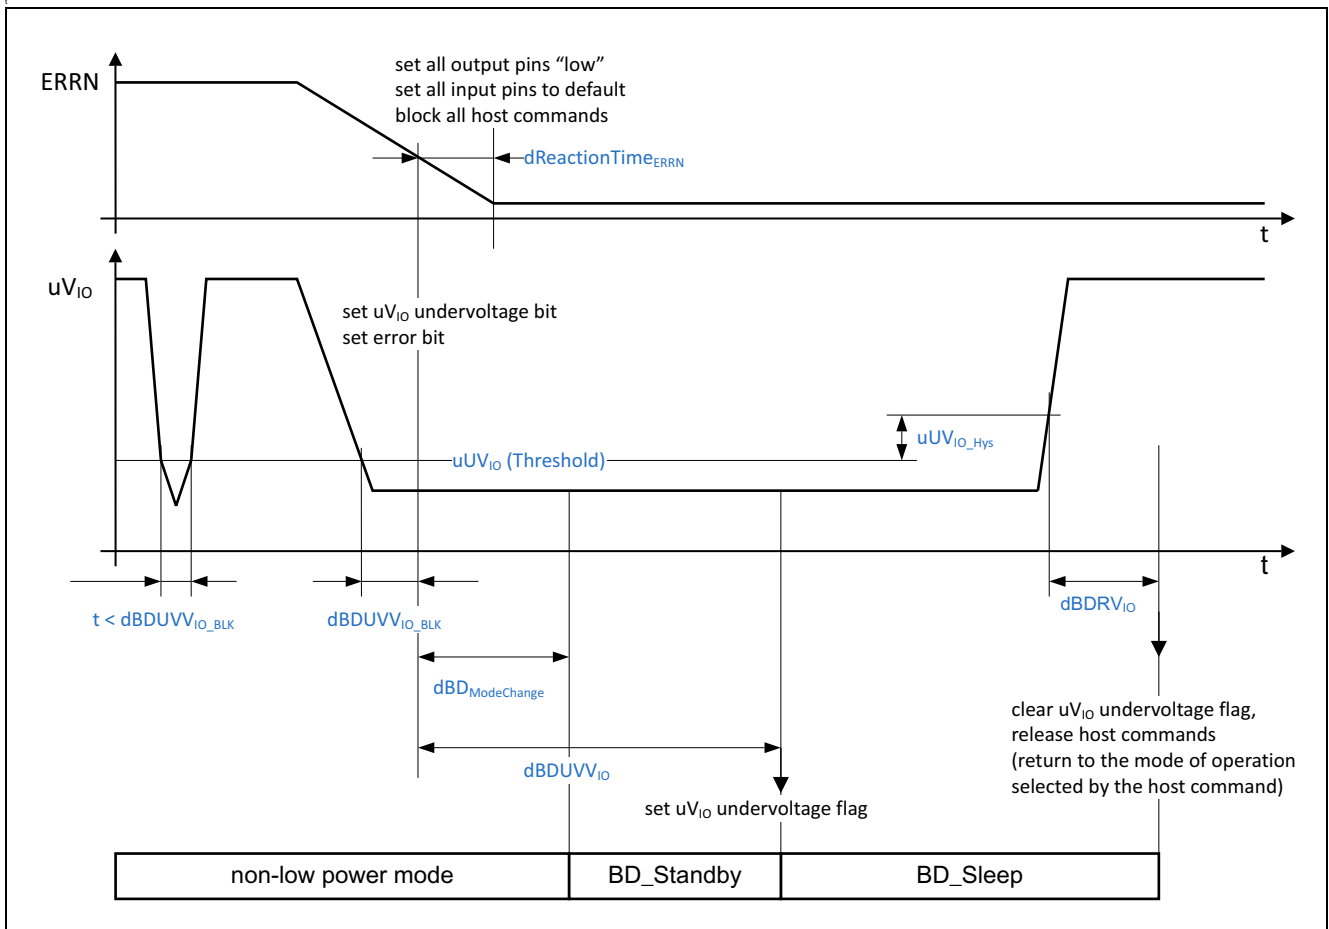 set all output pins “low”
set all input pins to default
block all host commands
ERRN
dReactionTimeERRN
t
uVIO
set uVIO undervoltage bit
set error bit
uUVIO_Hys
uUVIO (Threshold)
t
t < dBDUVVIO_BLK
dBDUVVIO_BLK
dBDRVIO
dBDModeChange
clear uVIO undervoltage flag,
release host commands
(return to the mode of operation
selected by the host command)
dBDUVVIO
set uVIO undervoltage flag
non-low power mode
BD_Standby
BD_Sleep